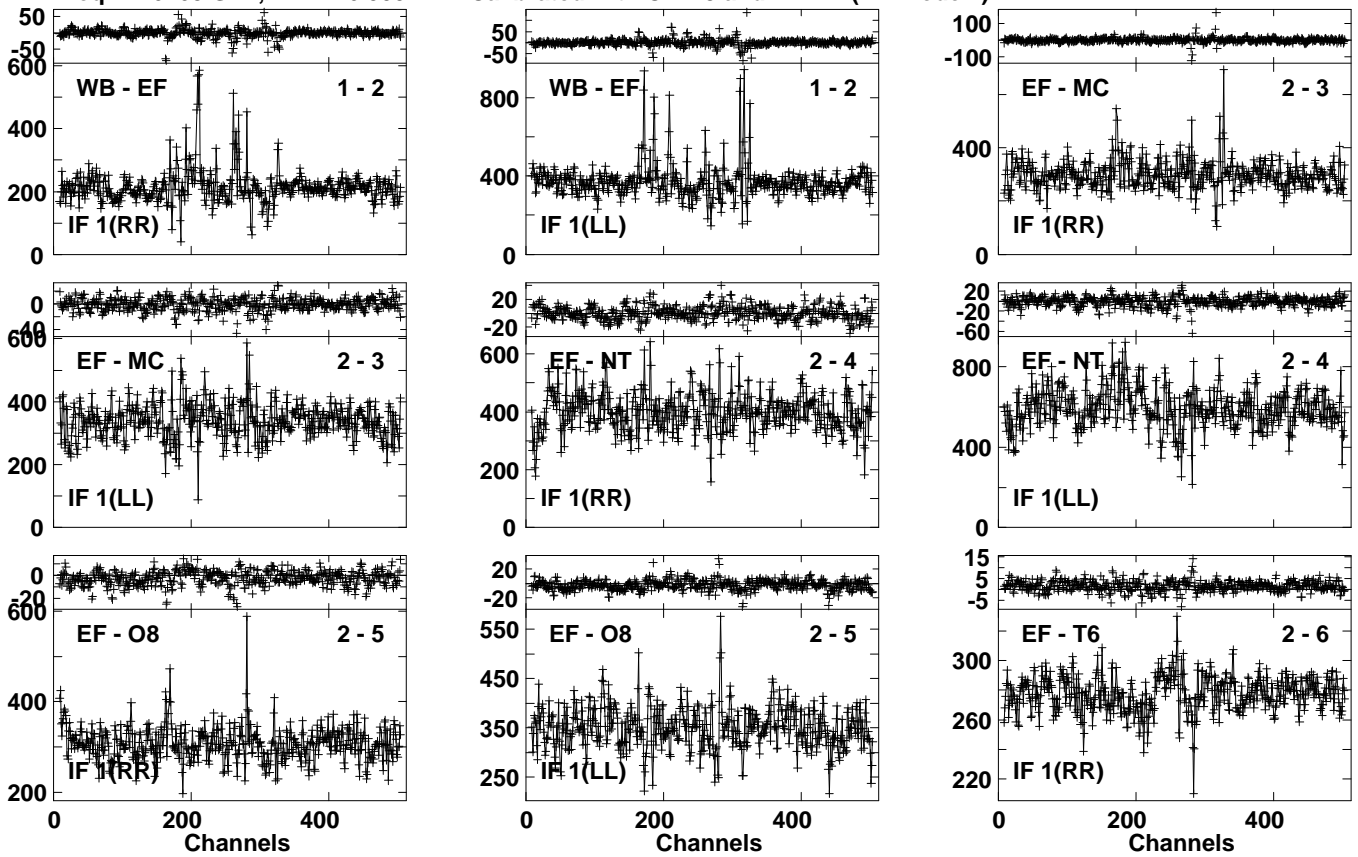 50
-50
600
400
200
0
WB - EF 1 - 2
IF 1(RR)
50
-50
800
400
0
WB - EF 1 - 2
IF 1(LL)
100
-100
400
0
EF - MC 2 - 3
IF 1(RR)
0
-40
600
400
200
0
EF - MC 2 - 3
IF 1(LL)
20
-20
600
400
200
0
EF - NT 2 - 4
IF 1(RR)
20
-20
-60
800
400
0
EF - NT 2 - 4
IF 1(LL)
0
-20
600
400
200
EF - O8 2 - 5
IF 1(RR)
0 200 400
Channels
20
-20
550
450
350
250
EF - O8 2 - 5
IF 1(LL)
0 200 400
Channels
15
5
-5
300
260
220
EF - T6 2 - 6
IF 1(RR)
0 200 400
Channels